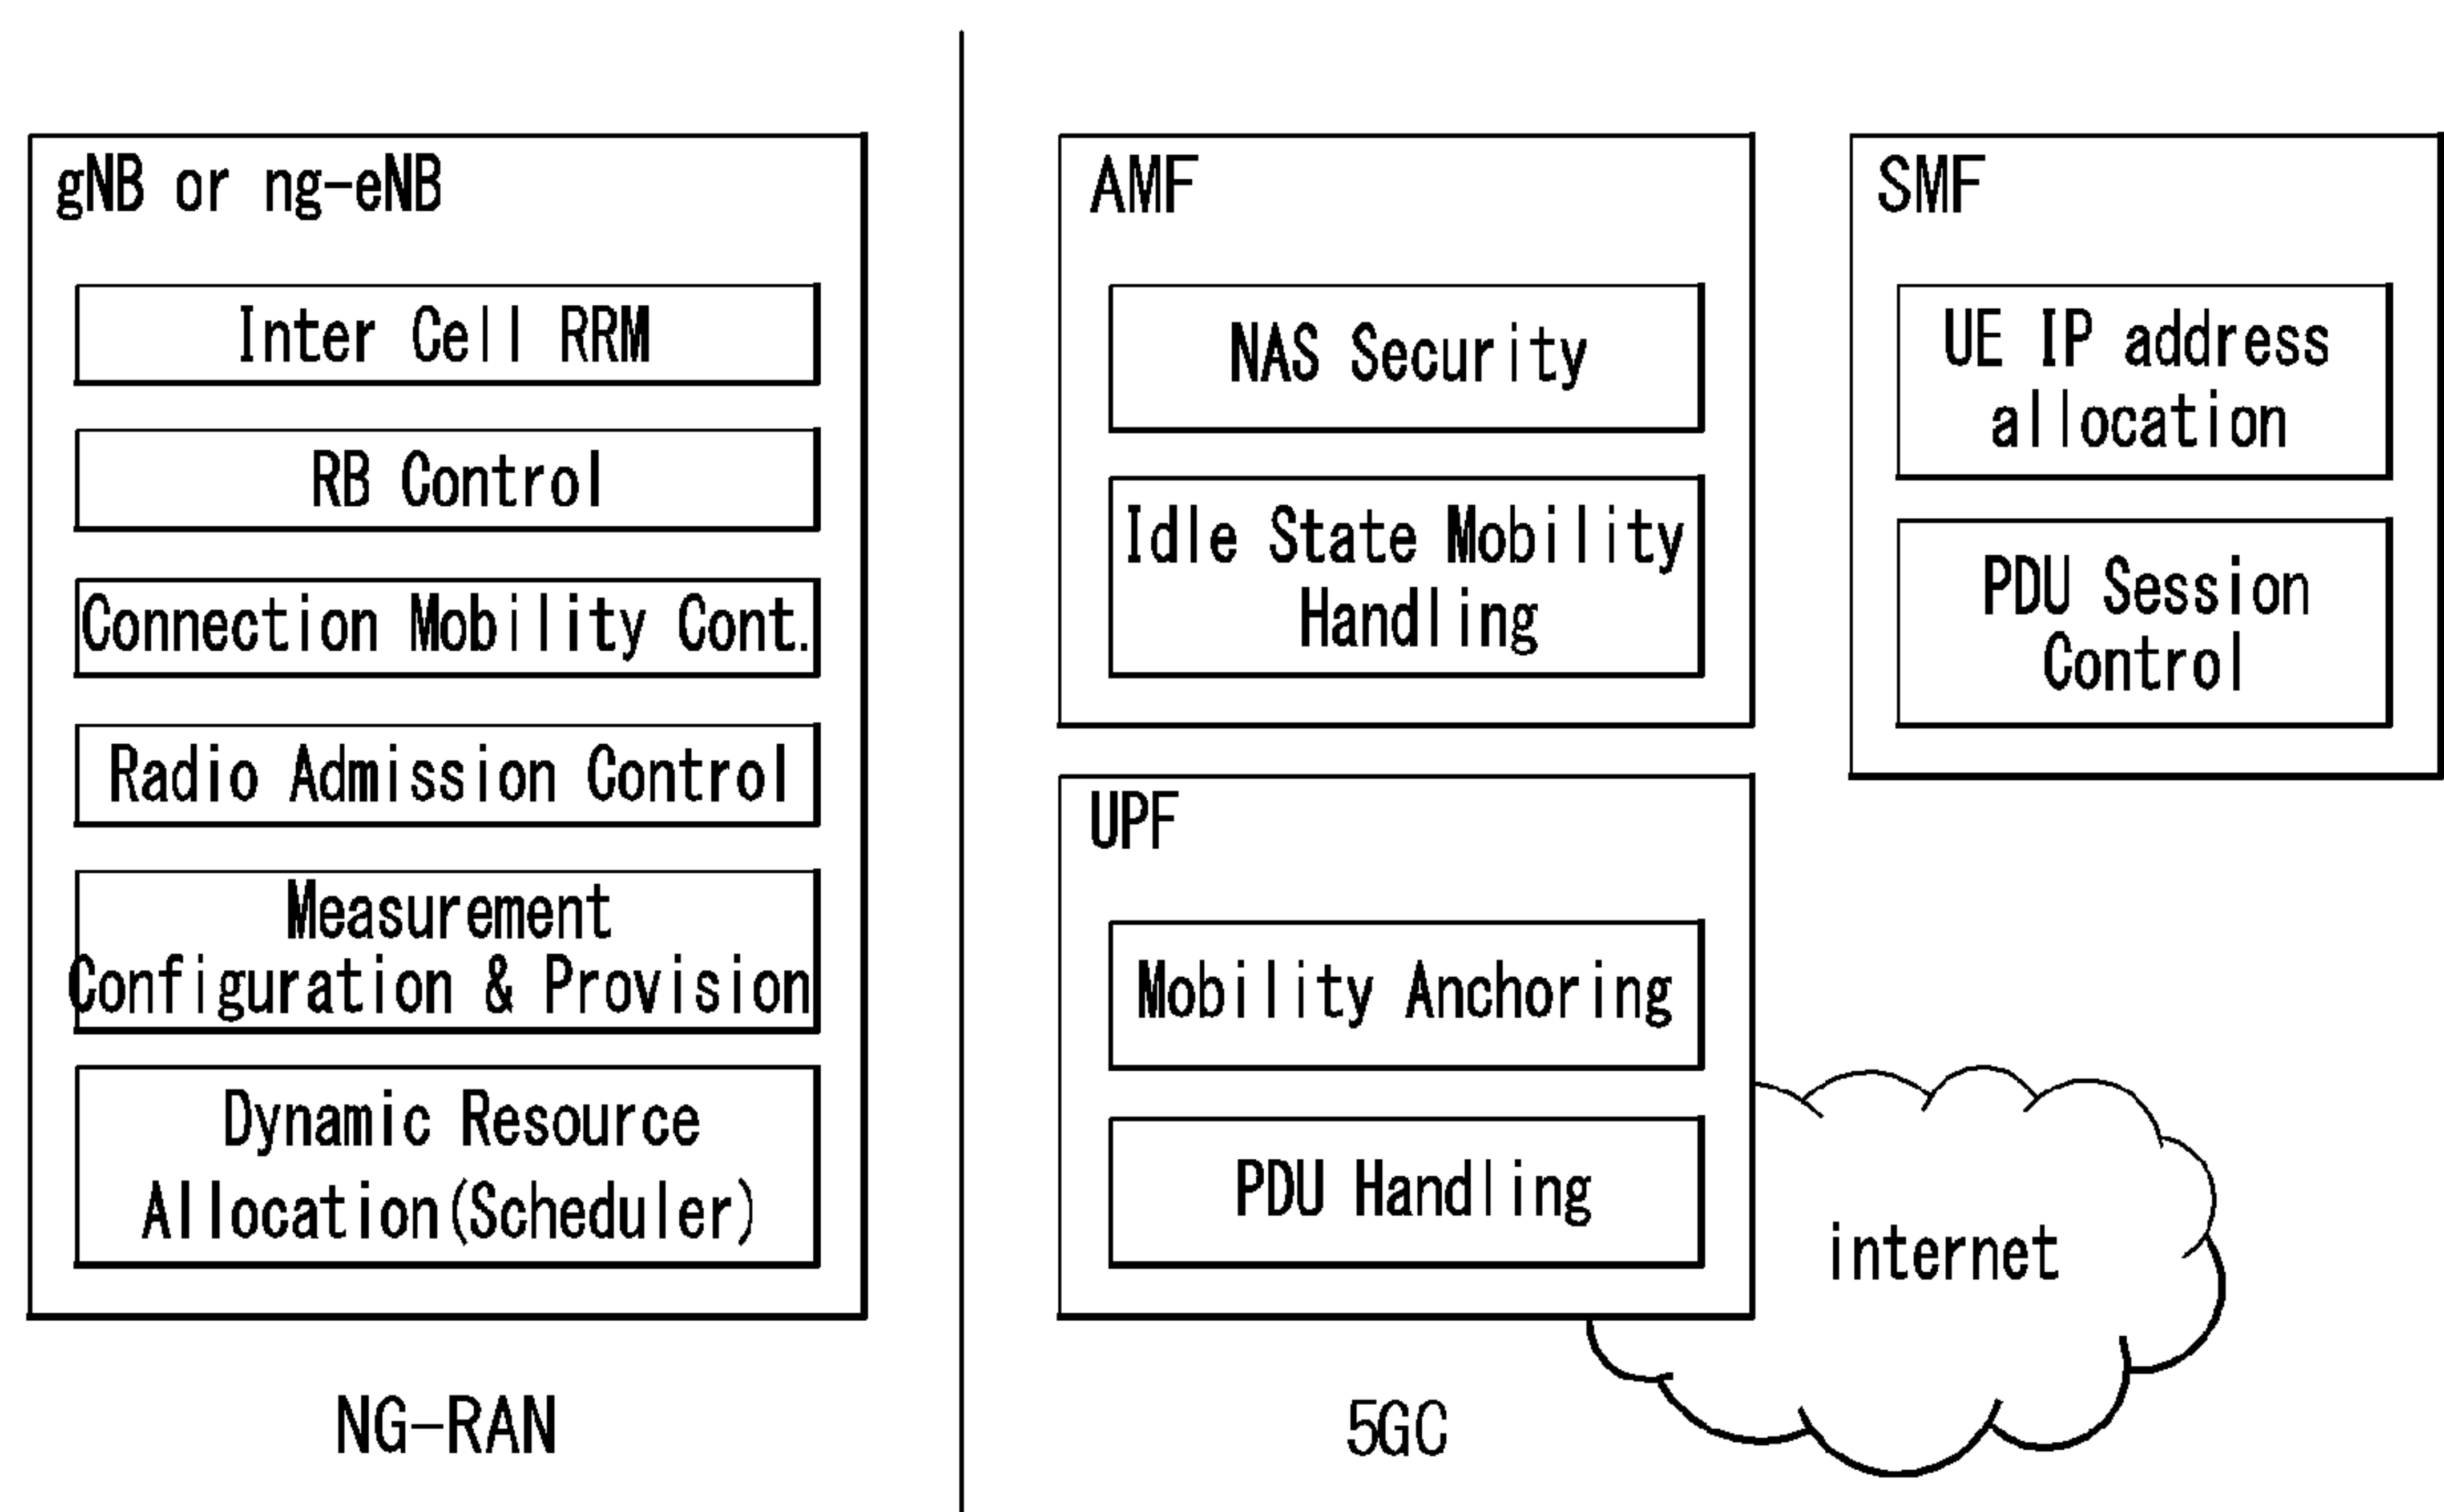 gNB or ng-eNB
Inter Cell RRM
RB Control
Connection Mobility Cont.
Radio Admission Control
Measurement
Configuration & Provision
Dynamic Resource
Allocation(Scheduler)
NG-RAN
AMF
NAS Security
Idle State Mobility
Handling
SMF
UE IP address
allocation
PDU Session
Control
UPF
Mobility Anchoring
PDU Handling
internet
5GC